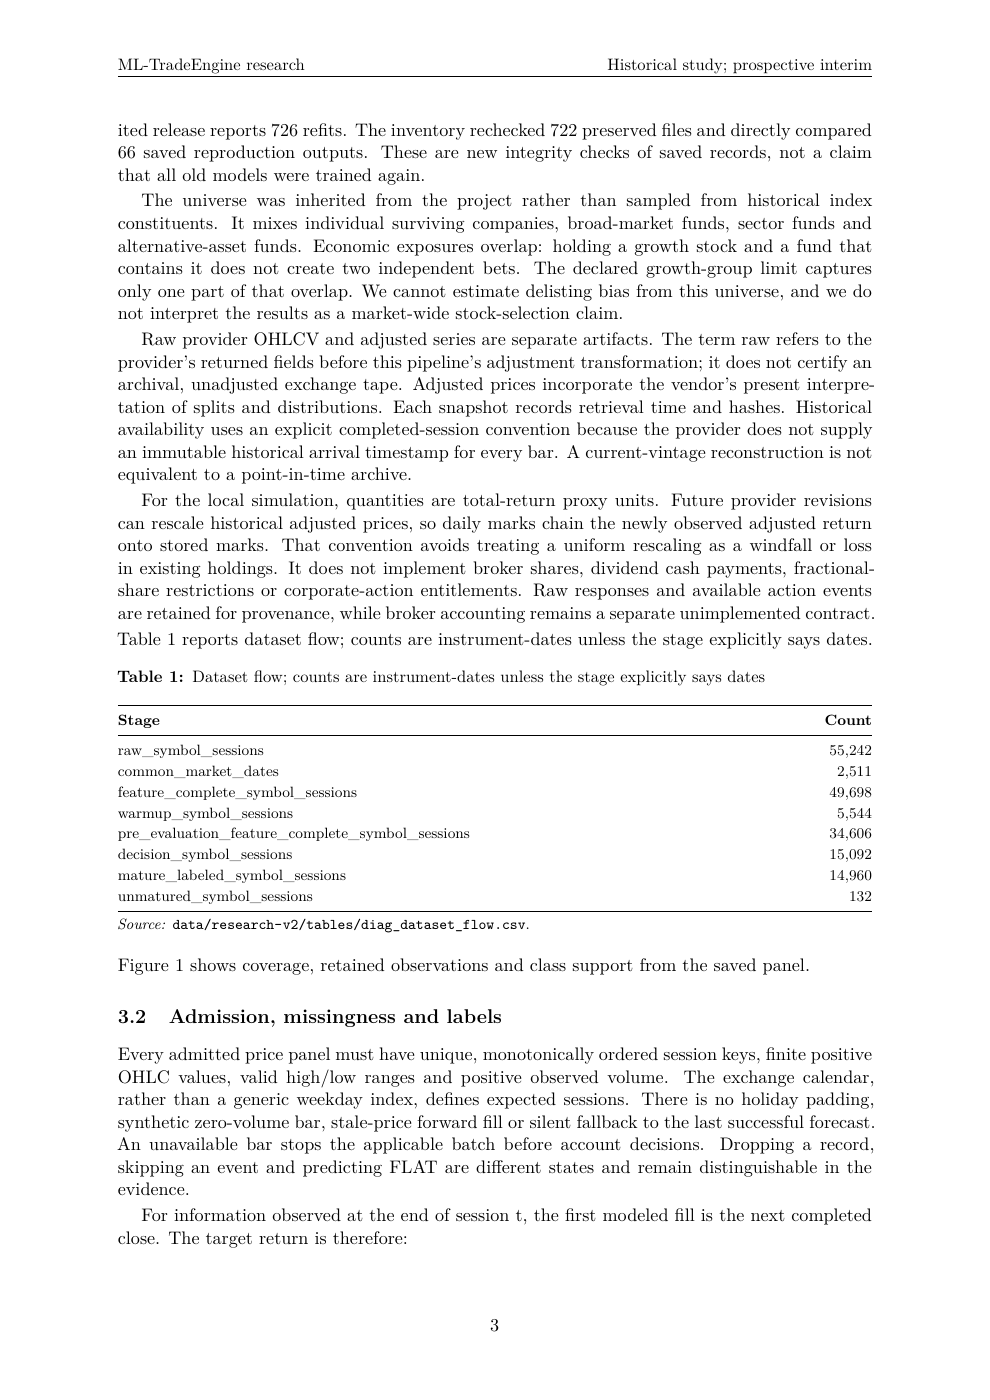 ML-TradeEngine research
Historical study; prospective interim
ited release reports 726 refits. The inventory rechecked 722 preserved files and directly compared
66 saved reproduction outputs. These are new integrity checks of saved records, not a claim
that all old models were trained again.
The universe was inherited from the project rather than sampled from historical index
constituents. It mixes individual surviving companies, broad-market funds, sector funds and
alternative-asset funds. Economic exposures overlap: holding a growth stock and a fund that
contains it does not create two independent bets. The declared growth-group limit captures
only one part of that overlap. We cannot estimate delisting bias from this universe, and we do
not interpret the results as a market-wide stock-selection claim.
Raw provider OHLCV and adjusted series are separate artifacts. The term raw refers to the
provider's returned fields before this pipeline's adjustment transformation; it does not certify an
archival, unadjusted exchange tape. Adjusted prices incorporate the vendor's present interpre-
tation of splits and distributions. Each snapshot records retrieval time and hashes. Historical
availability uses an explicit completed-session convention because the provider does not supply
an immutable historical arrival timestamp for every bar. A current-vintage reconstruction is not
equivalent to a point-in-time archive.
For the local simulation, quantities are total-return proxy units. Future provider revisions
can rescale historical adjusted prices, so daily marks chain the newly observed adjusted return
onto stored marks. That convention avoids treating a uniform rescaling as a windfall or loss
in existing holdings. It does not implement broker shares, dividend cash payments, fractional-
share restrictions or corporate-action entitlements. Raw responses and available action events
are retained for provenance, while broker accounting remains a separate unimplemented contract.
Table 1 reports dataset flow; counts are instrument-dates unless the stage explicitly says dates.
Table 1: Dataset flow; counts are instrument-dates unless the stage explicitly says dates
Stage Count
raw_symbol_sessions 55,242
common_market_dates 2,511
feature_complete_symbol_sessions 49,698
warmup_symbol_sessions 5,544
pre_evaluation_feature_complete_symbol_sessions 34,606
decision_symbol_sessions 15,092
mature_labeled_symbol_sessions 14,960
unmatured_symbol_sessions 132
Source: data/research-v2/tables/diag_dataset_flow.csv.
Figure 1 shows coverage, retained observations and class support from the saved panel.
3.2 Admission, missingness and labels
Every admitted price panel must have unique, monotonically ordered session keys, finite positive
OHLC values, valid high/low ranges and positive observed volume. The exchange calendar,
rather than a generic weekday index, defines expected sessions. There is no holiday padding,
synthetic zero-volume bar, stale-price forward fill or silent fallback to the last successful forecast.
An unavailable bar stops the applicable batch before account decisions. Dropping a record,
skipping an event and predicting FLAT are different states and remain distinguishable in the
evidence.
For information observed at the end of session t, the first modeled fill is the next completed
close. The target return is therefore:
3